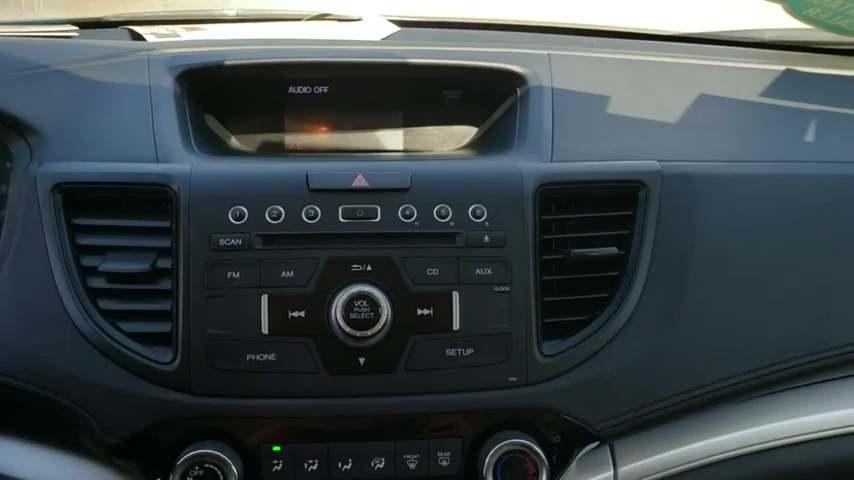 AUDIO OFF
1 2 3 4 5 6
SCAN
FM AM CD AUX
CLOCK
VOL
PUSH
SELECT
PHONE SETUP
OFF
FRONT REAR